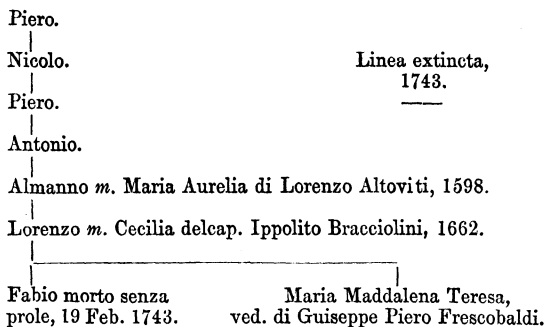 Piero.
Nicolo.
Linea extincta,
1743.
Piero.
Antonio.
Almanno m. Maria Aurelia di Lorenzo Altoviti, 1598.
Lorenzo m. Cecilia delcap. Ippolito Bracciolini, 1662.
Fabio morto senza
prole, 19 Feb. 1743.
Maria Maddalena Teresa,
ved. di Guiseppe Piero Frescobaldi.